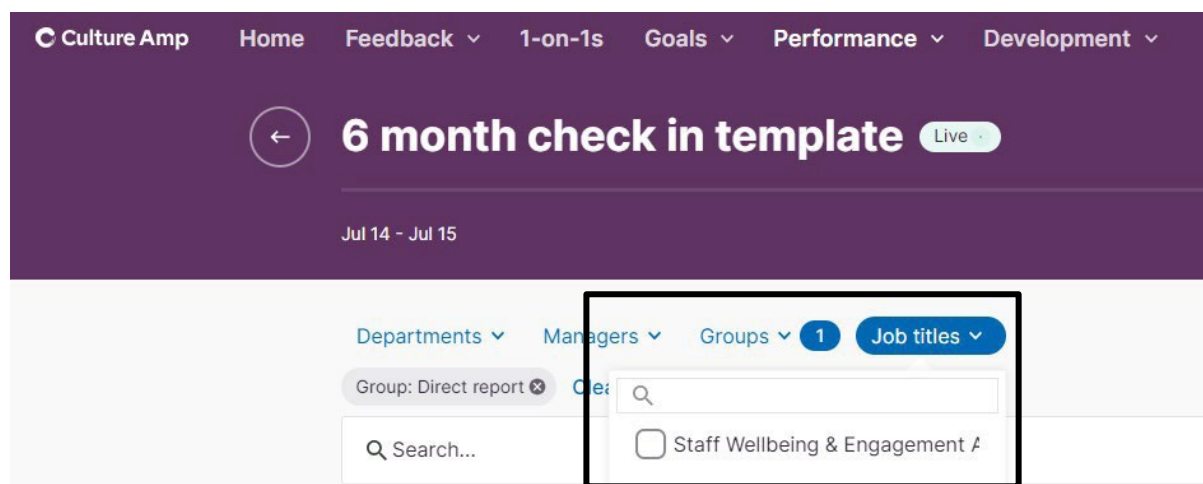 Culture Amp Home Feedback 1-on-1s Goals Performance Development
6 month check in template Live
Jul 14 - Jul 15
Departments Managers Groups 1 Job titles
Group: Direct report
Search...
Staff Wellbeing & Engagement